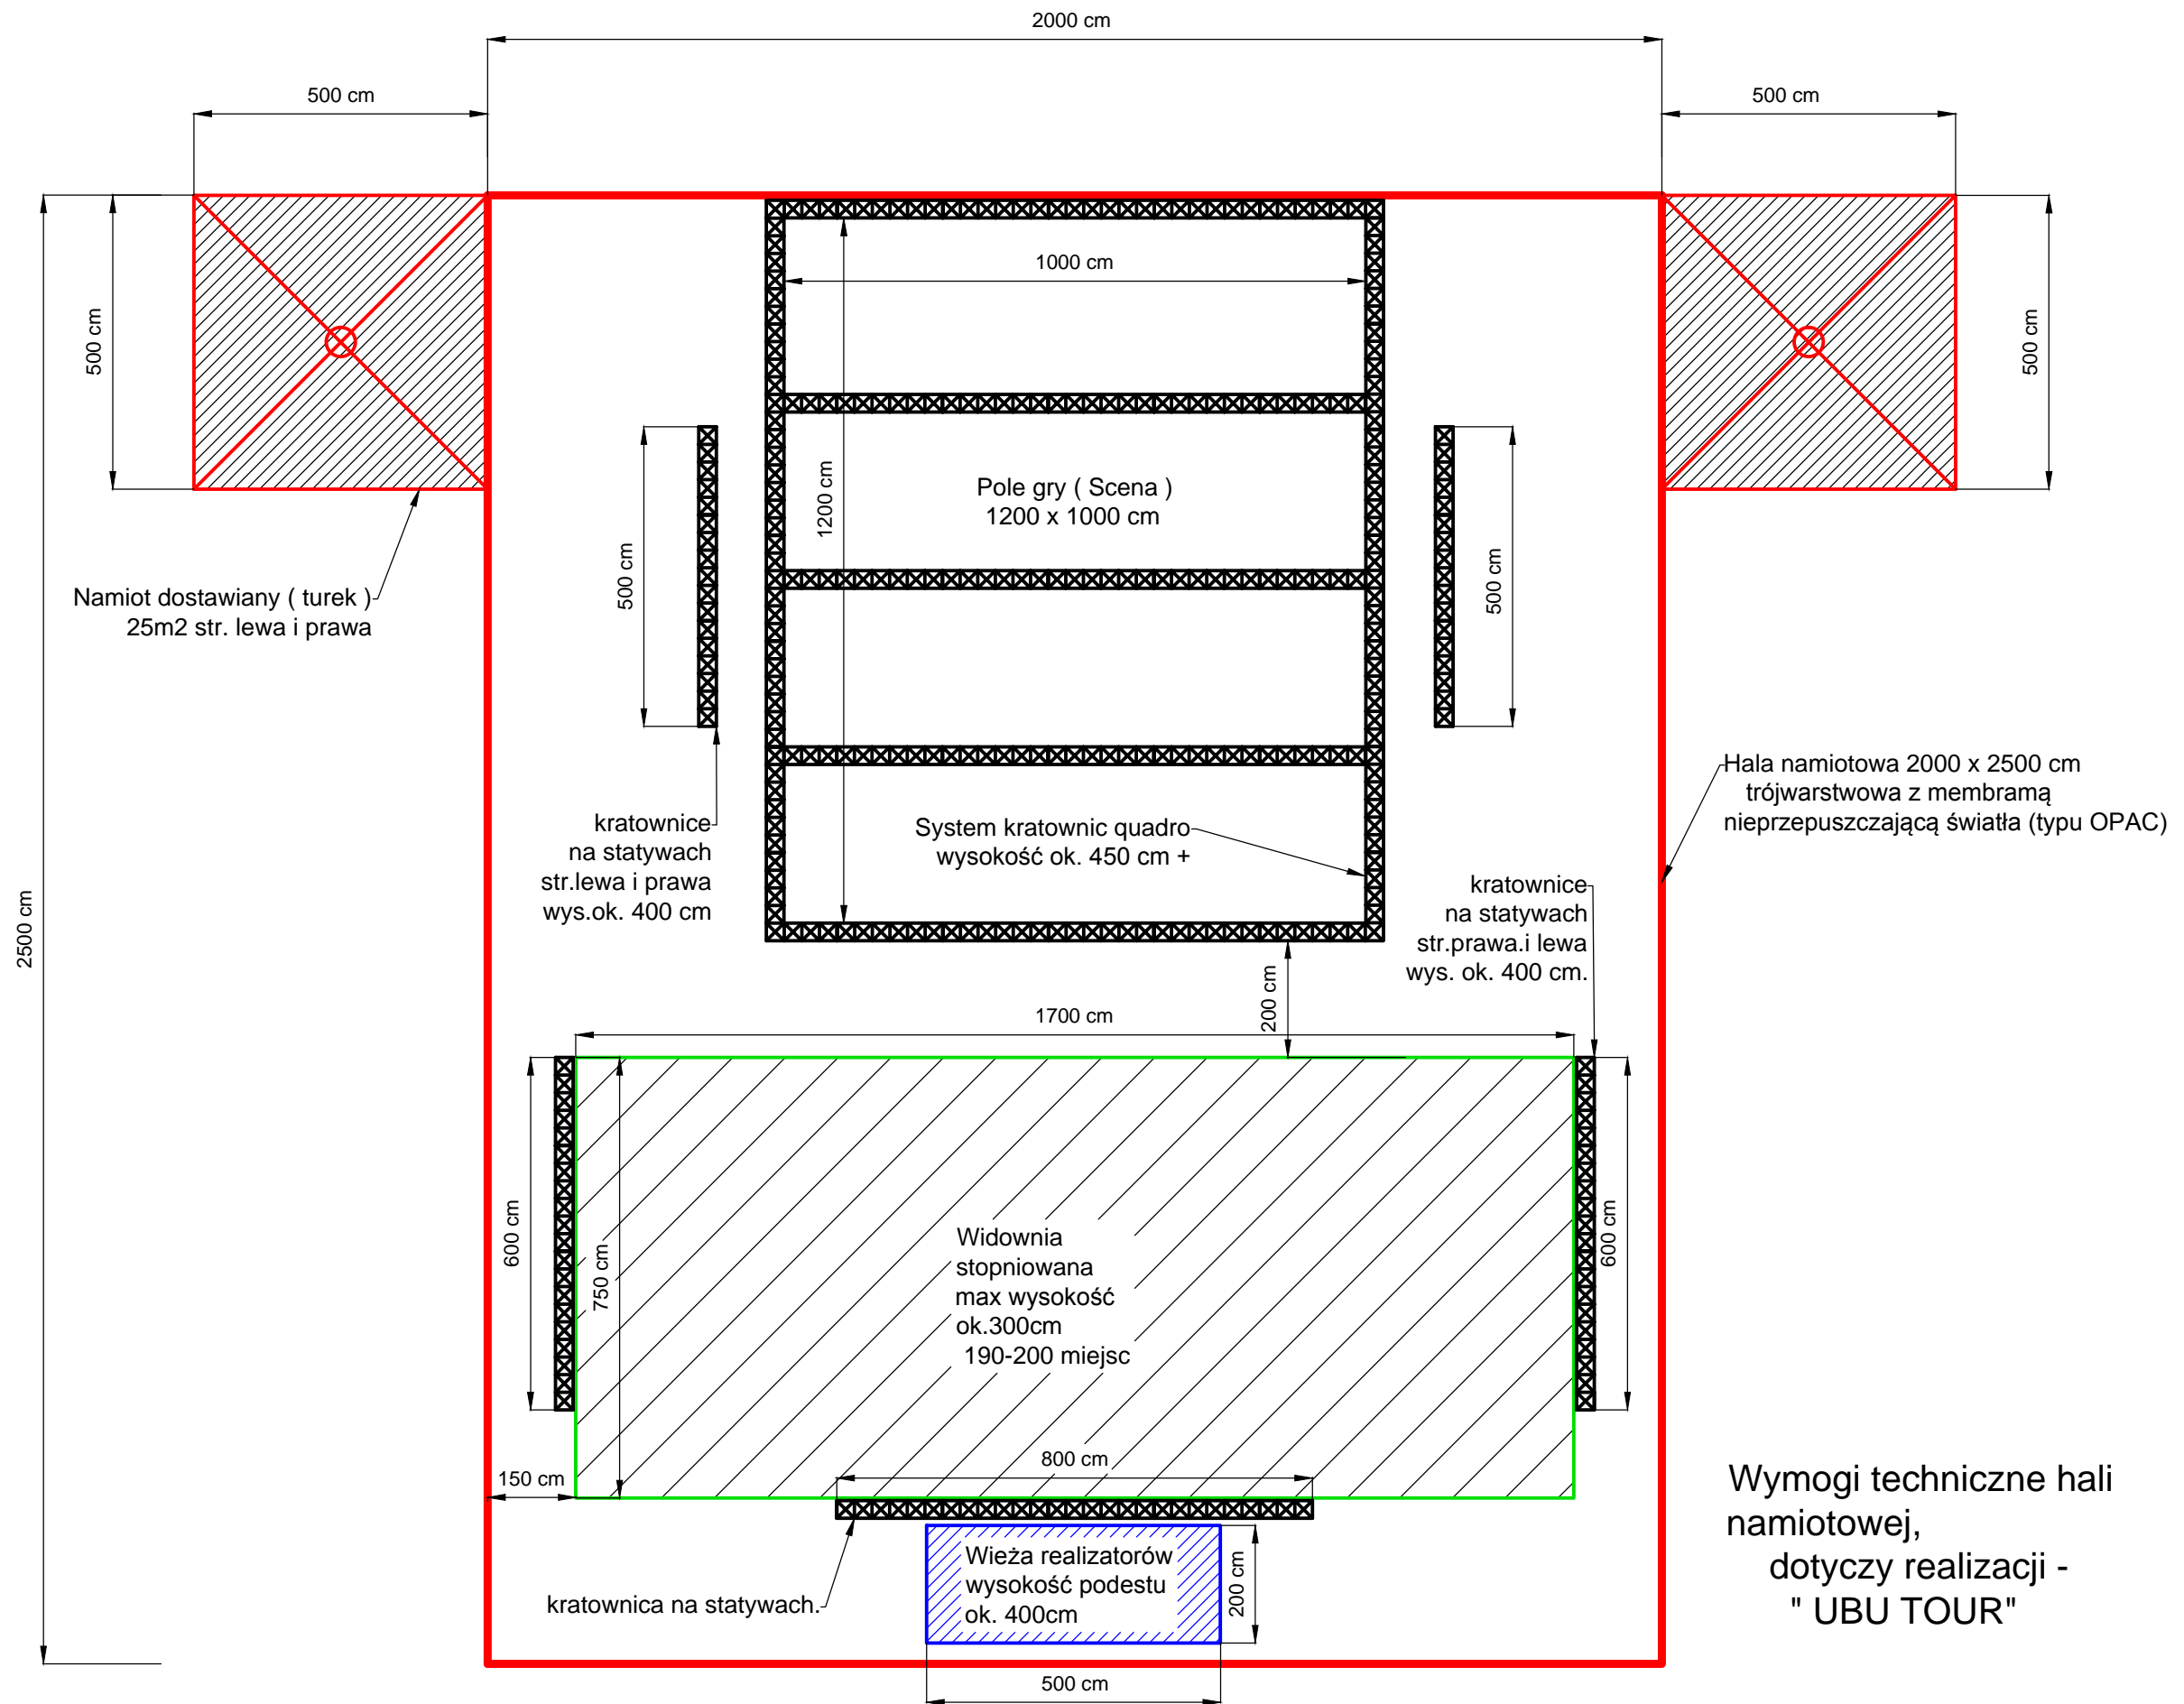 2000 cm
500 cm
500 cm
500 cm
1000 cm
500 cm
1200 cm
Pole gry ( Scena )
1200 x 1000 cm
500 cm
500 cm
Namiot dostawiany ( turek )
25m2 str. lewa i prawa
Hala namiotowa 2000 x 2500 cm
trójwarstwowa z membramą
nieprzepuszczającą światła (typu OPAC)
kratownice
na statywach
str.lewa i prawa
wys.ok. 400 cm
System kratownic quadro
wysokość ok. 450 cm +
kratownice
na statywach
str.prawa.i lewa
wys. ok. 400 cm.
2500 cm
200 cm
1700 cm
600 cm
750 cm
600 cm
Widownia
stopniowana
max wysokość
ok.300cm
190-200 miejsc
150 cm
800 cm
Wieża realizatorów
wysokość podestu
ok. 400cm
200 cm
kratownica na statywach.
500 cm
Wymogi techniczne hali
namiotowej,
dotyczy realizacji -
" UBU TOUR"